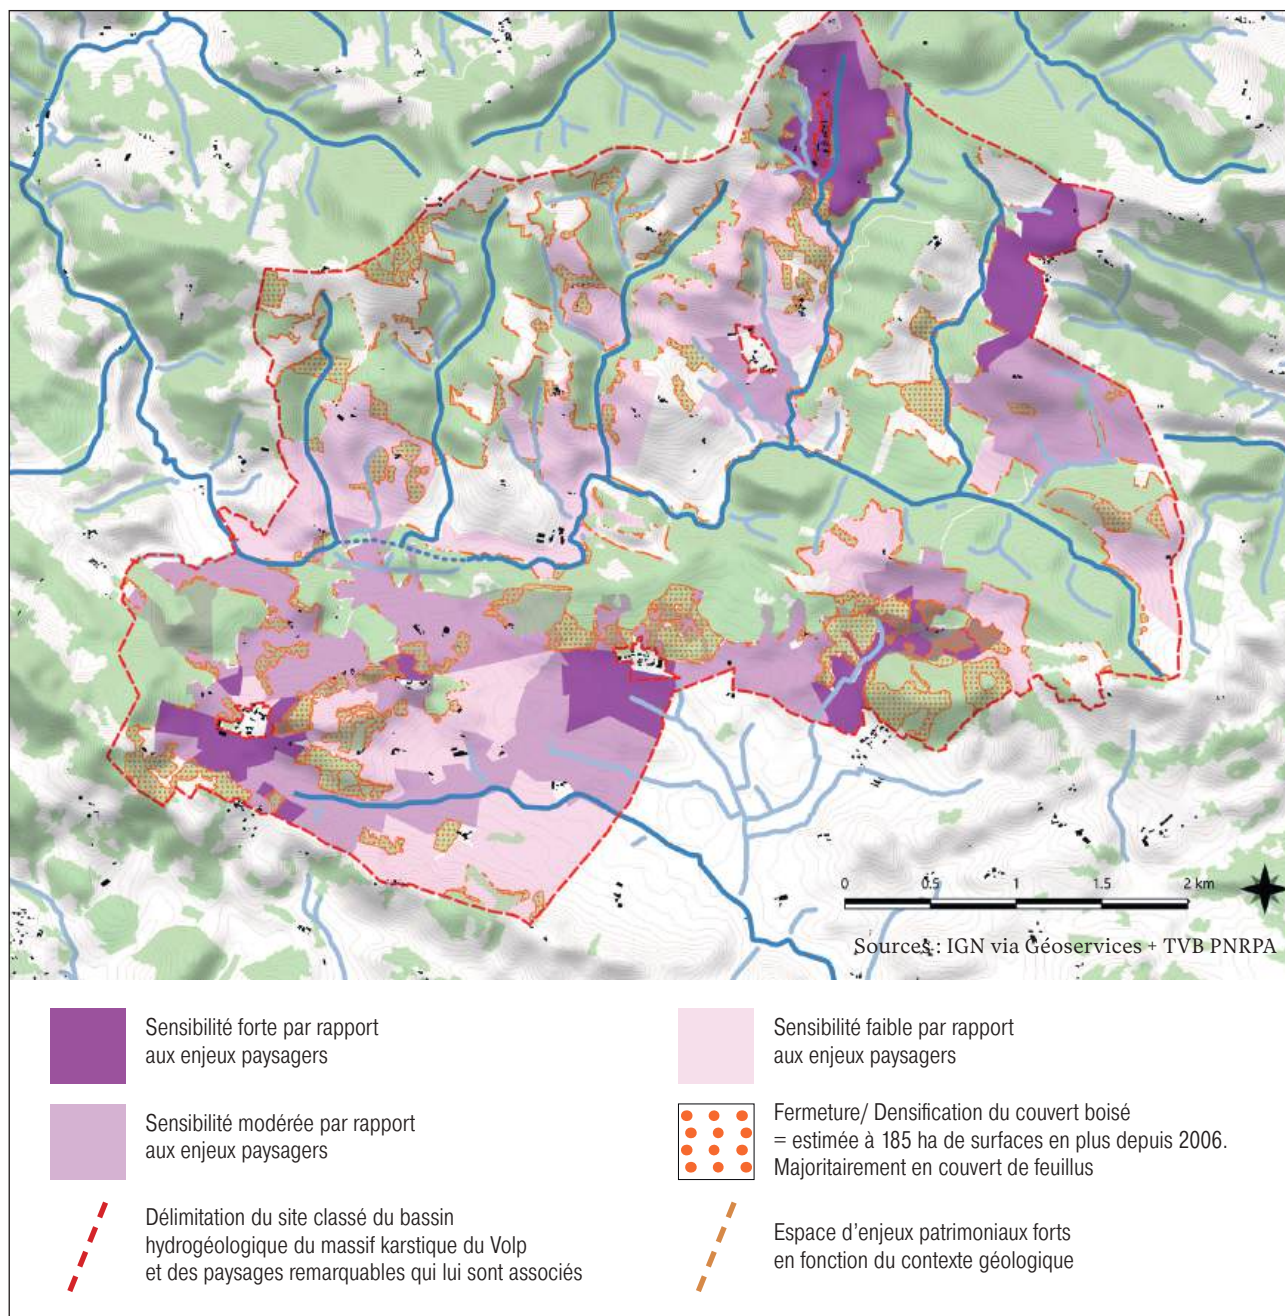 0 0.5 1 1.5 2 km
Sources : IGN via Géoservices + TVB PNRPA
Sensibilité forte par rapport
aux enjeux paysagers
Sensibilité modérée par rapport
aux enjeux paysagers
Délimitation du site classé du bassin
hydrogéologique du massif karstique du Volp
et des paysages remarquables qui lui sont associés
Sensibilité faible par rapport
aux enjeux paysagers
Fermeture/ Densification du couvert boisé
= estimée à 185 ha de surfaces en plus depuis 2006.
Majoritairement en couvert de feuillus
Espace d’enjeux patrimoniaux forts
en fonction du contexte géologique